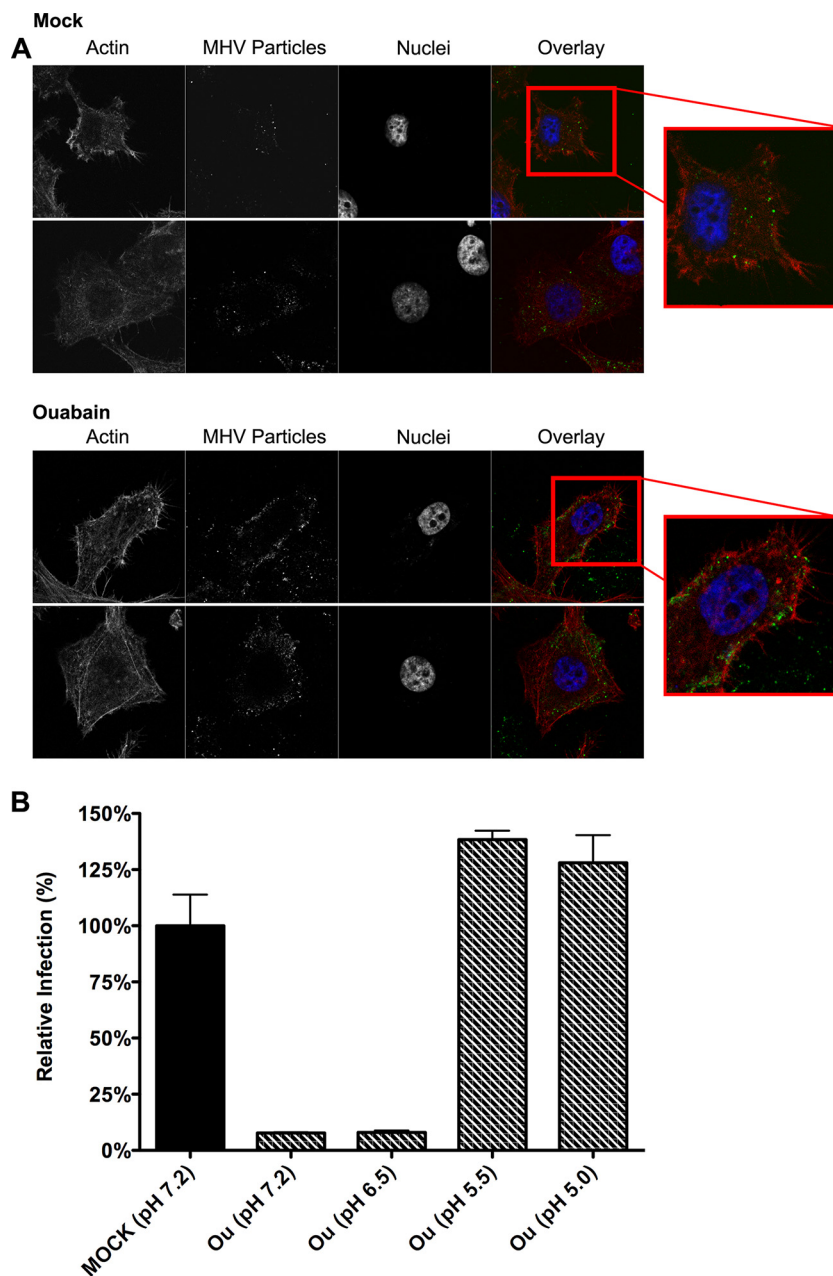 Mock
A
Actin MHV Particles Nuclei Overlay
Ouabain
Actin MHV Particles Nuclei Overlay
B
Relative Infection (%)
150%
125%
100%
75%
50%
25%
0%
MOCK (pH 7.2)
Ou (pH 7.2)
Ou (pH 6.5)
Ou (pH 5.5)
Ou (pH 5.0)